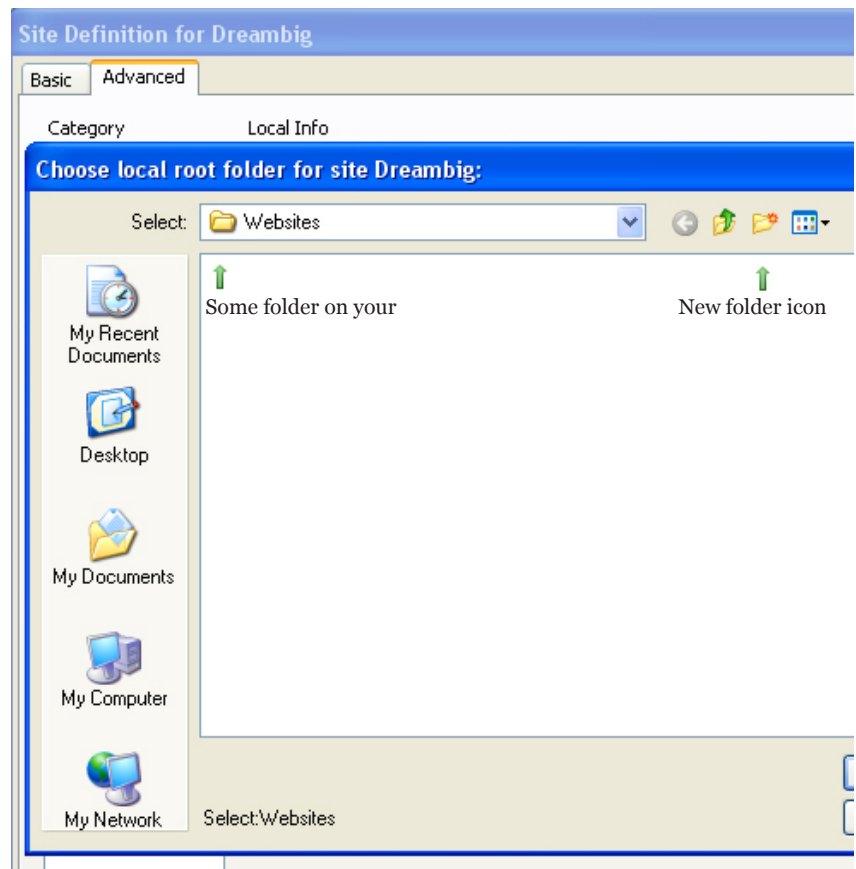 Site Definition for Dreambig
Basic Advanced
Category Local Info
Choose local root folder for site Dreambig:
Select: Websites
Some folder on your New folder icon
My Recent
Documents
Desktop
My Documents
My Computer
My Network
Select:Websites